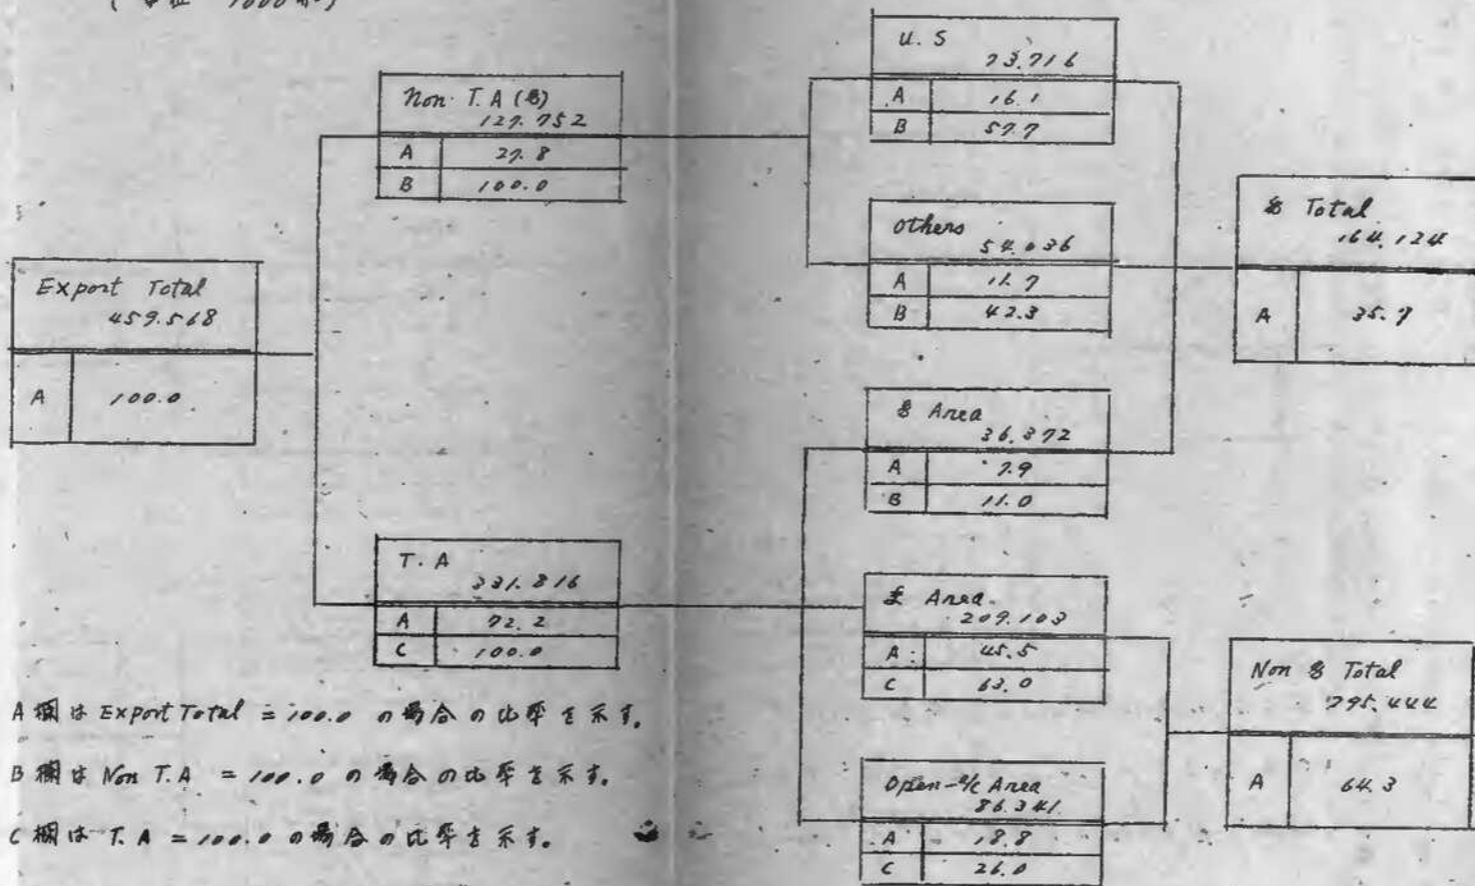 1000
Export Total
459.568
A 100.0
Non T.A ($)
127.752
A 27.8
B 100.0
T.A
331.816
A 72.2
C 100.0
U.S
73.716
A 16.1
B 57.7
Others
54.036
A 11.7
B 42.3
$ Area
36.372
A 7.9
B 11.0
£ Area
209.103
A 45.5
C 63.0
Open-a/c Area
86.341
A 18.8
C 26.0
$ Total
164.124
A 35.7
Non $ Total
295.444
A 64.3
A欄は Export Total = 100.0 の場合の比率を示す。
B欄は Non T.A = 100.0 の場合の比率を示す。
C欄は T.A = 100.0 の場合の比率を示す。